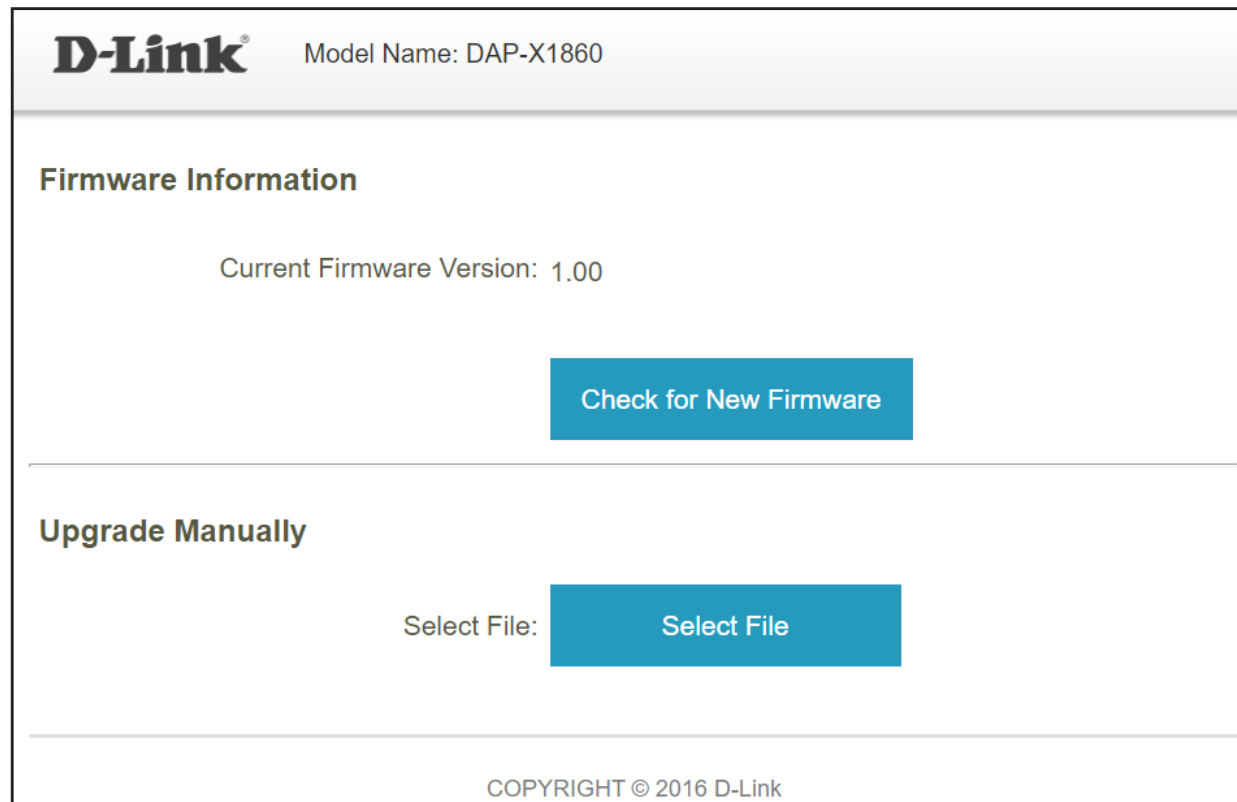 D-Link® Model Name: DAP-X1860
Firmware Information
Current Firmware Version: 1.00
Check for New Firmware
Upgrade Manually
Select File: Select File
COPYRIGHT © 2016 D-Link